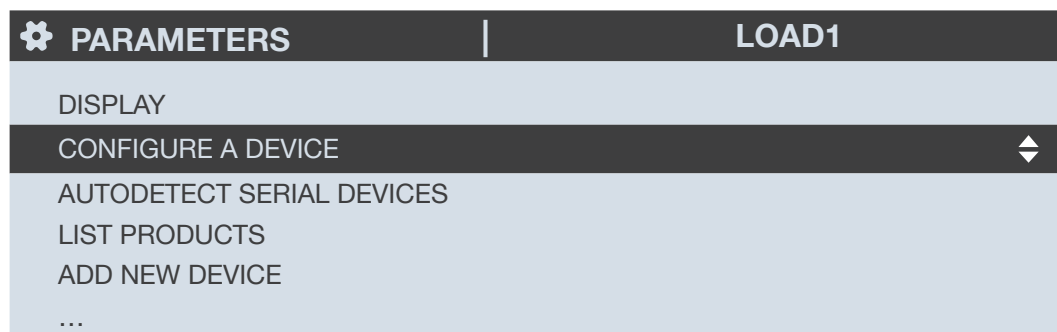 PARAMETERS | LOAD1
DISPLAY
CONFIGURE A DEVICE
AUTODETECT SERIAL DEVICES
LIST PRODUCTS
ADD NEW DEVICE
…